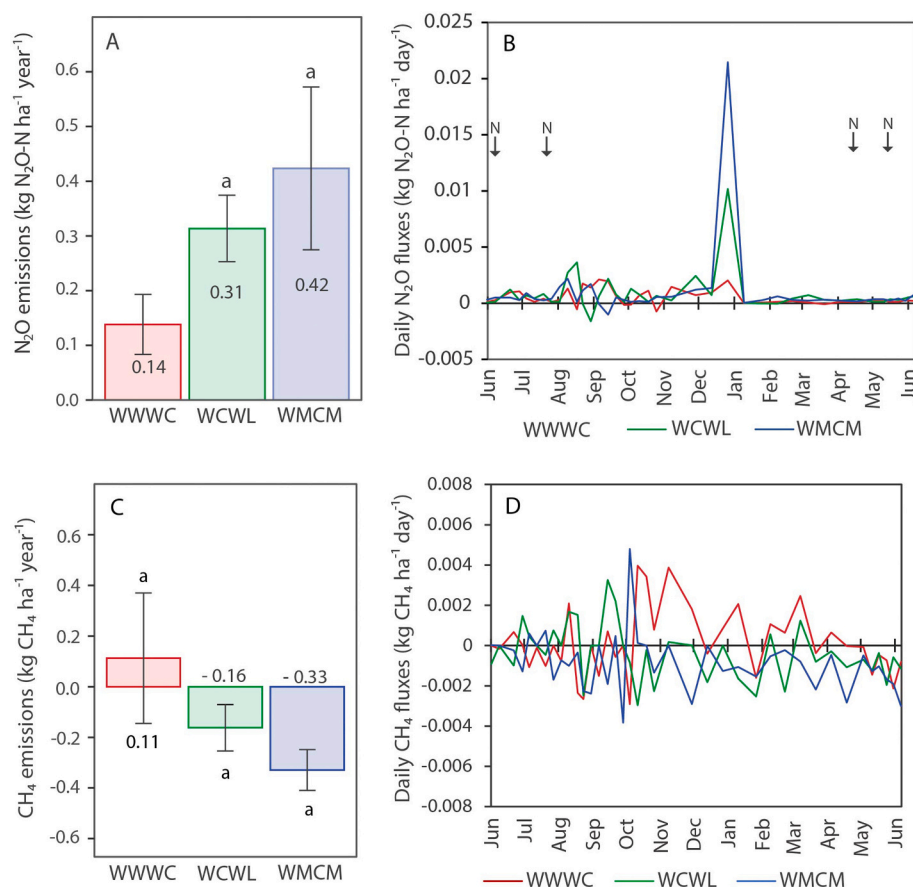 A
N₂O emissions (kg N₂O-N ha⁻¹ year⁻¹)
0.6
0.5
0.4
0.3
0.2
0.1
0.0
a
a
0.14
0.31
0.42
WWWC
WCWL
WMCM
B
Daily N₂O fluxes (kg N₂O-N ha⁻¹ day⁻¹)
0.025
0.02
0.015
0.01
0.005
0
-0.005
N
N
N
N
Jun
Jul
Aug
Sep
Oct
Nov
Dec
Jan
Feb
Mar
Apr
May
Jun
WWWC
WCWL
WMCM
C
CH₄ emissions (kg CH₄ ha⁻¹ year⁻¹)
0.6
0.4
0.2
0.0
-0.2
-0.4
-0.6
a
0.11
- 0.16
a
- 0.33
a
WWWC
WCWL
WMCM
D
Daily CH₄ fluxes (kg CH₄ ha⁻¹ day⁻¹)
0.008
0.006
0.004
0.002
0
-0.002
-0.004
-0.006
-0.008
Jun
Jul
Aug
Sep
Oct
Nov
Dec
Jan
Feb
Mar
Apr
May
Jun
WWWC
WCWL
WMCM